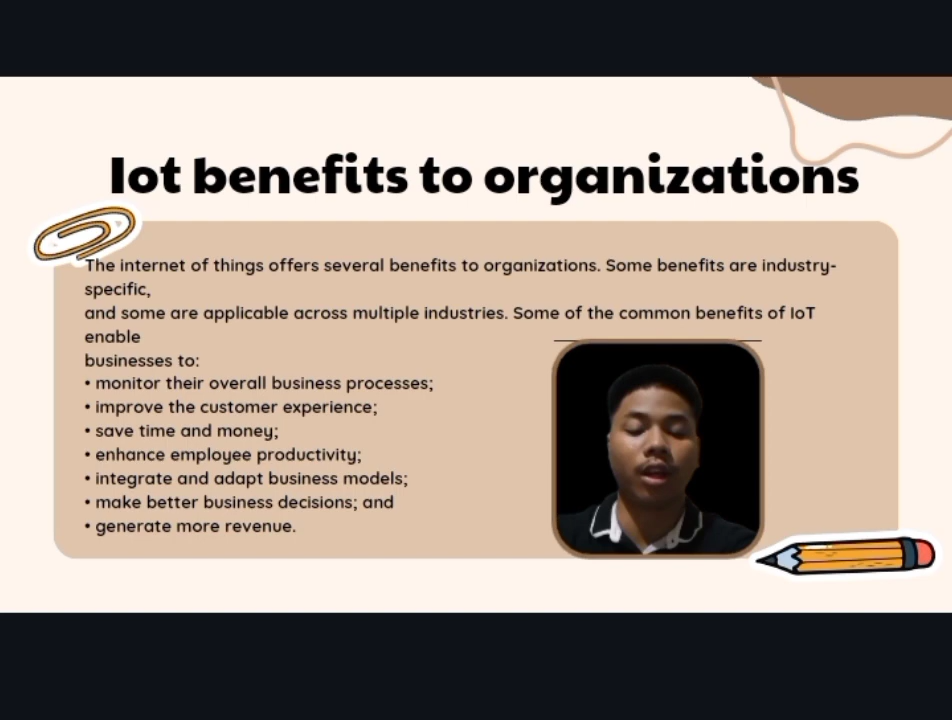 Iot benefits to organizations
The internet of things offers several benefits to organizations. Some benefits are industry-
specific,
and some are applicable across multiple industries. Some of the common benefits of IoT
enable
businesses to:
• monitor their overall business processes;
• improve the customer experience;
• save time and money;
• enhance employee productivity;
• integrate and adapt business models;
• make better business decisions; and
• generate more revenue.